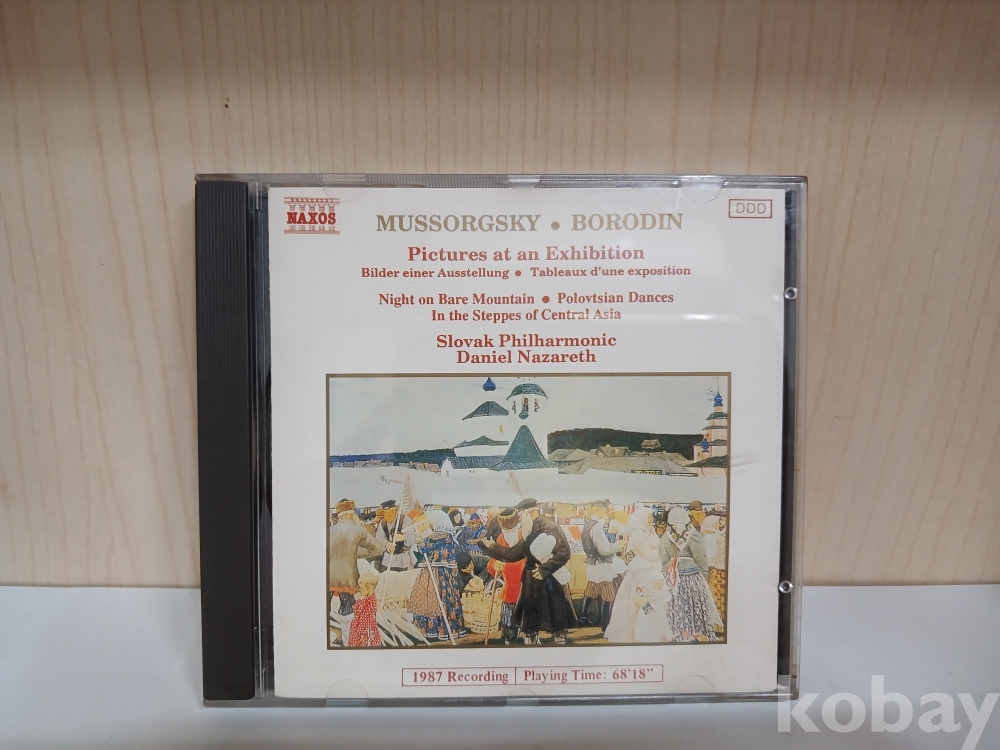 NAXOS
DDD
MUSSORGSKY • BORODIN
Pictures at an Exhibition
Bilder einer Ausstellung • Tableaux d'une exposition
Night on Bare Mountain • Polovtsian Dances
In the Steppes of Central Asia
Slovak Philharmonic
Daniel Nazareth
1987 Recording | Playing Time: 68'18"
kobay